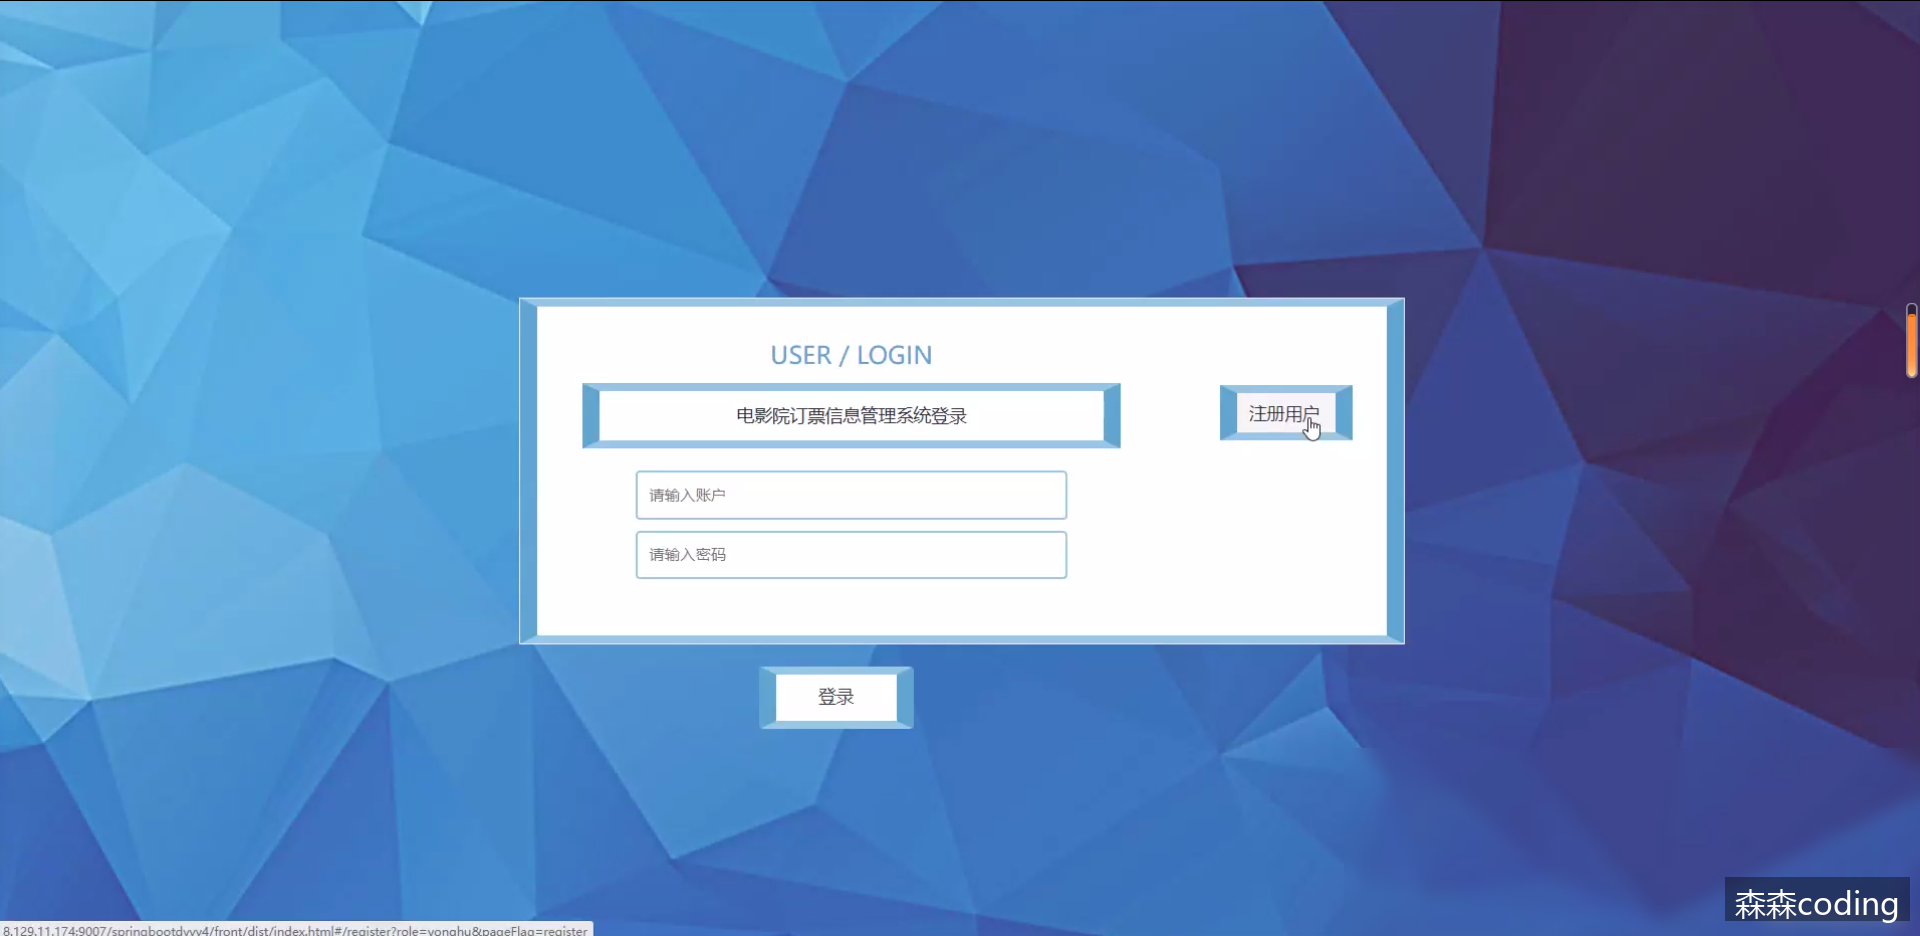 USER / LOGIN
电影院订票信息管理系统登录
注册用户
请输入账户
请输入密码
登录
森森coding
8.129.11.174:9007/springbootdyyy4/front/dist/index.html#/register?role=yonghu&pageFlag=register